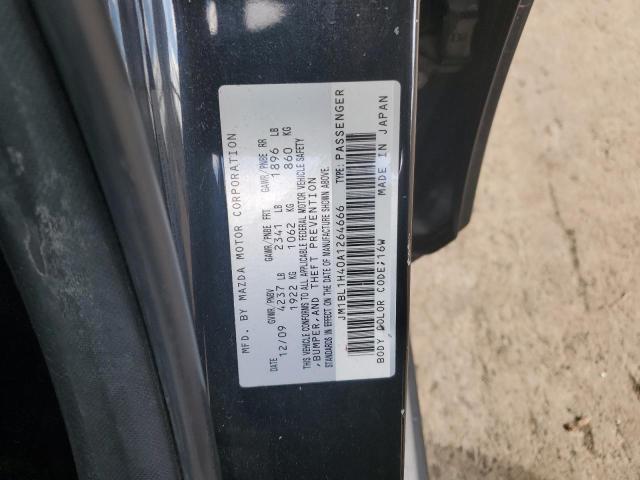 MFD. BY MAZDA MOTOR CORPORATION
DATE GVWR/PNBV GAWR/PNBE FRT GAWR/PNBE RR
12/09 4237 LB 2341 LB 1896 LB
1922 KG 1062 KG 860 KG
THIS VEHICLE CONFORMS TO ALL APPLICABLE FEDERAL MOTOR VEHICLE SAFETY
,BUMPER,AND THEFT PREVENTION
STANDARDS IN EFFECT ON THE DATE OF MANUFACTURE SHOWN ABOVE.
JM1BL1H40A1264666 TYPE: PASSENGER
BODY COLOR CODE;16W MADE IN JAPAN